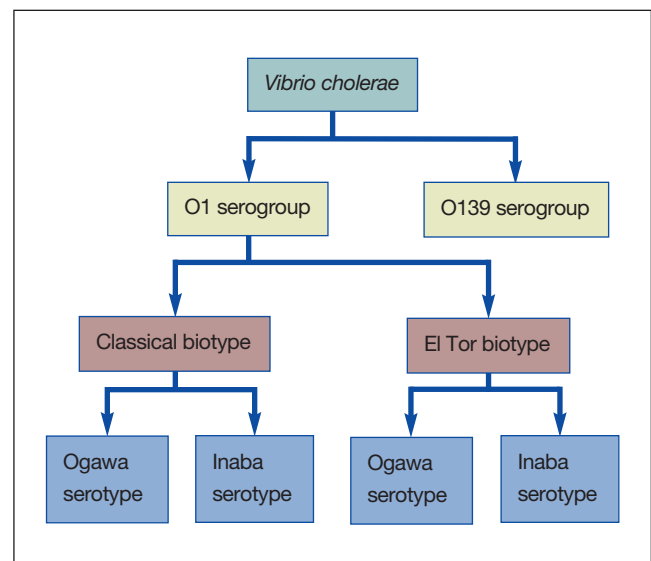 Vibrio cholerae
O1 serogroup
O139 serogroup
Classical biotype
El Tor biotype
Ogawa
serotype
Inaba
serotype
Ogawa
serotype
Inaba
serotype